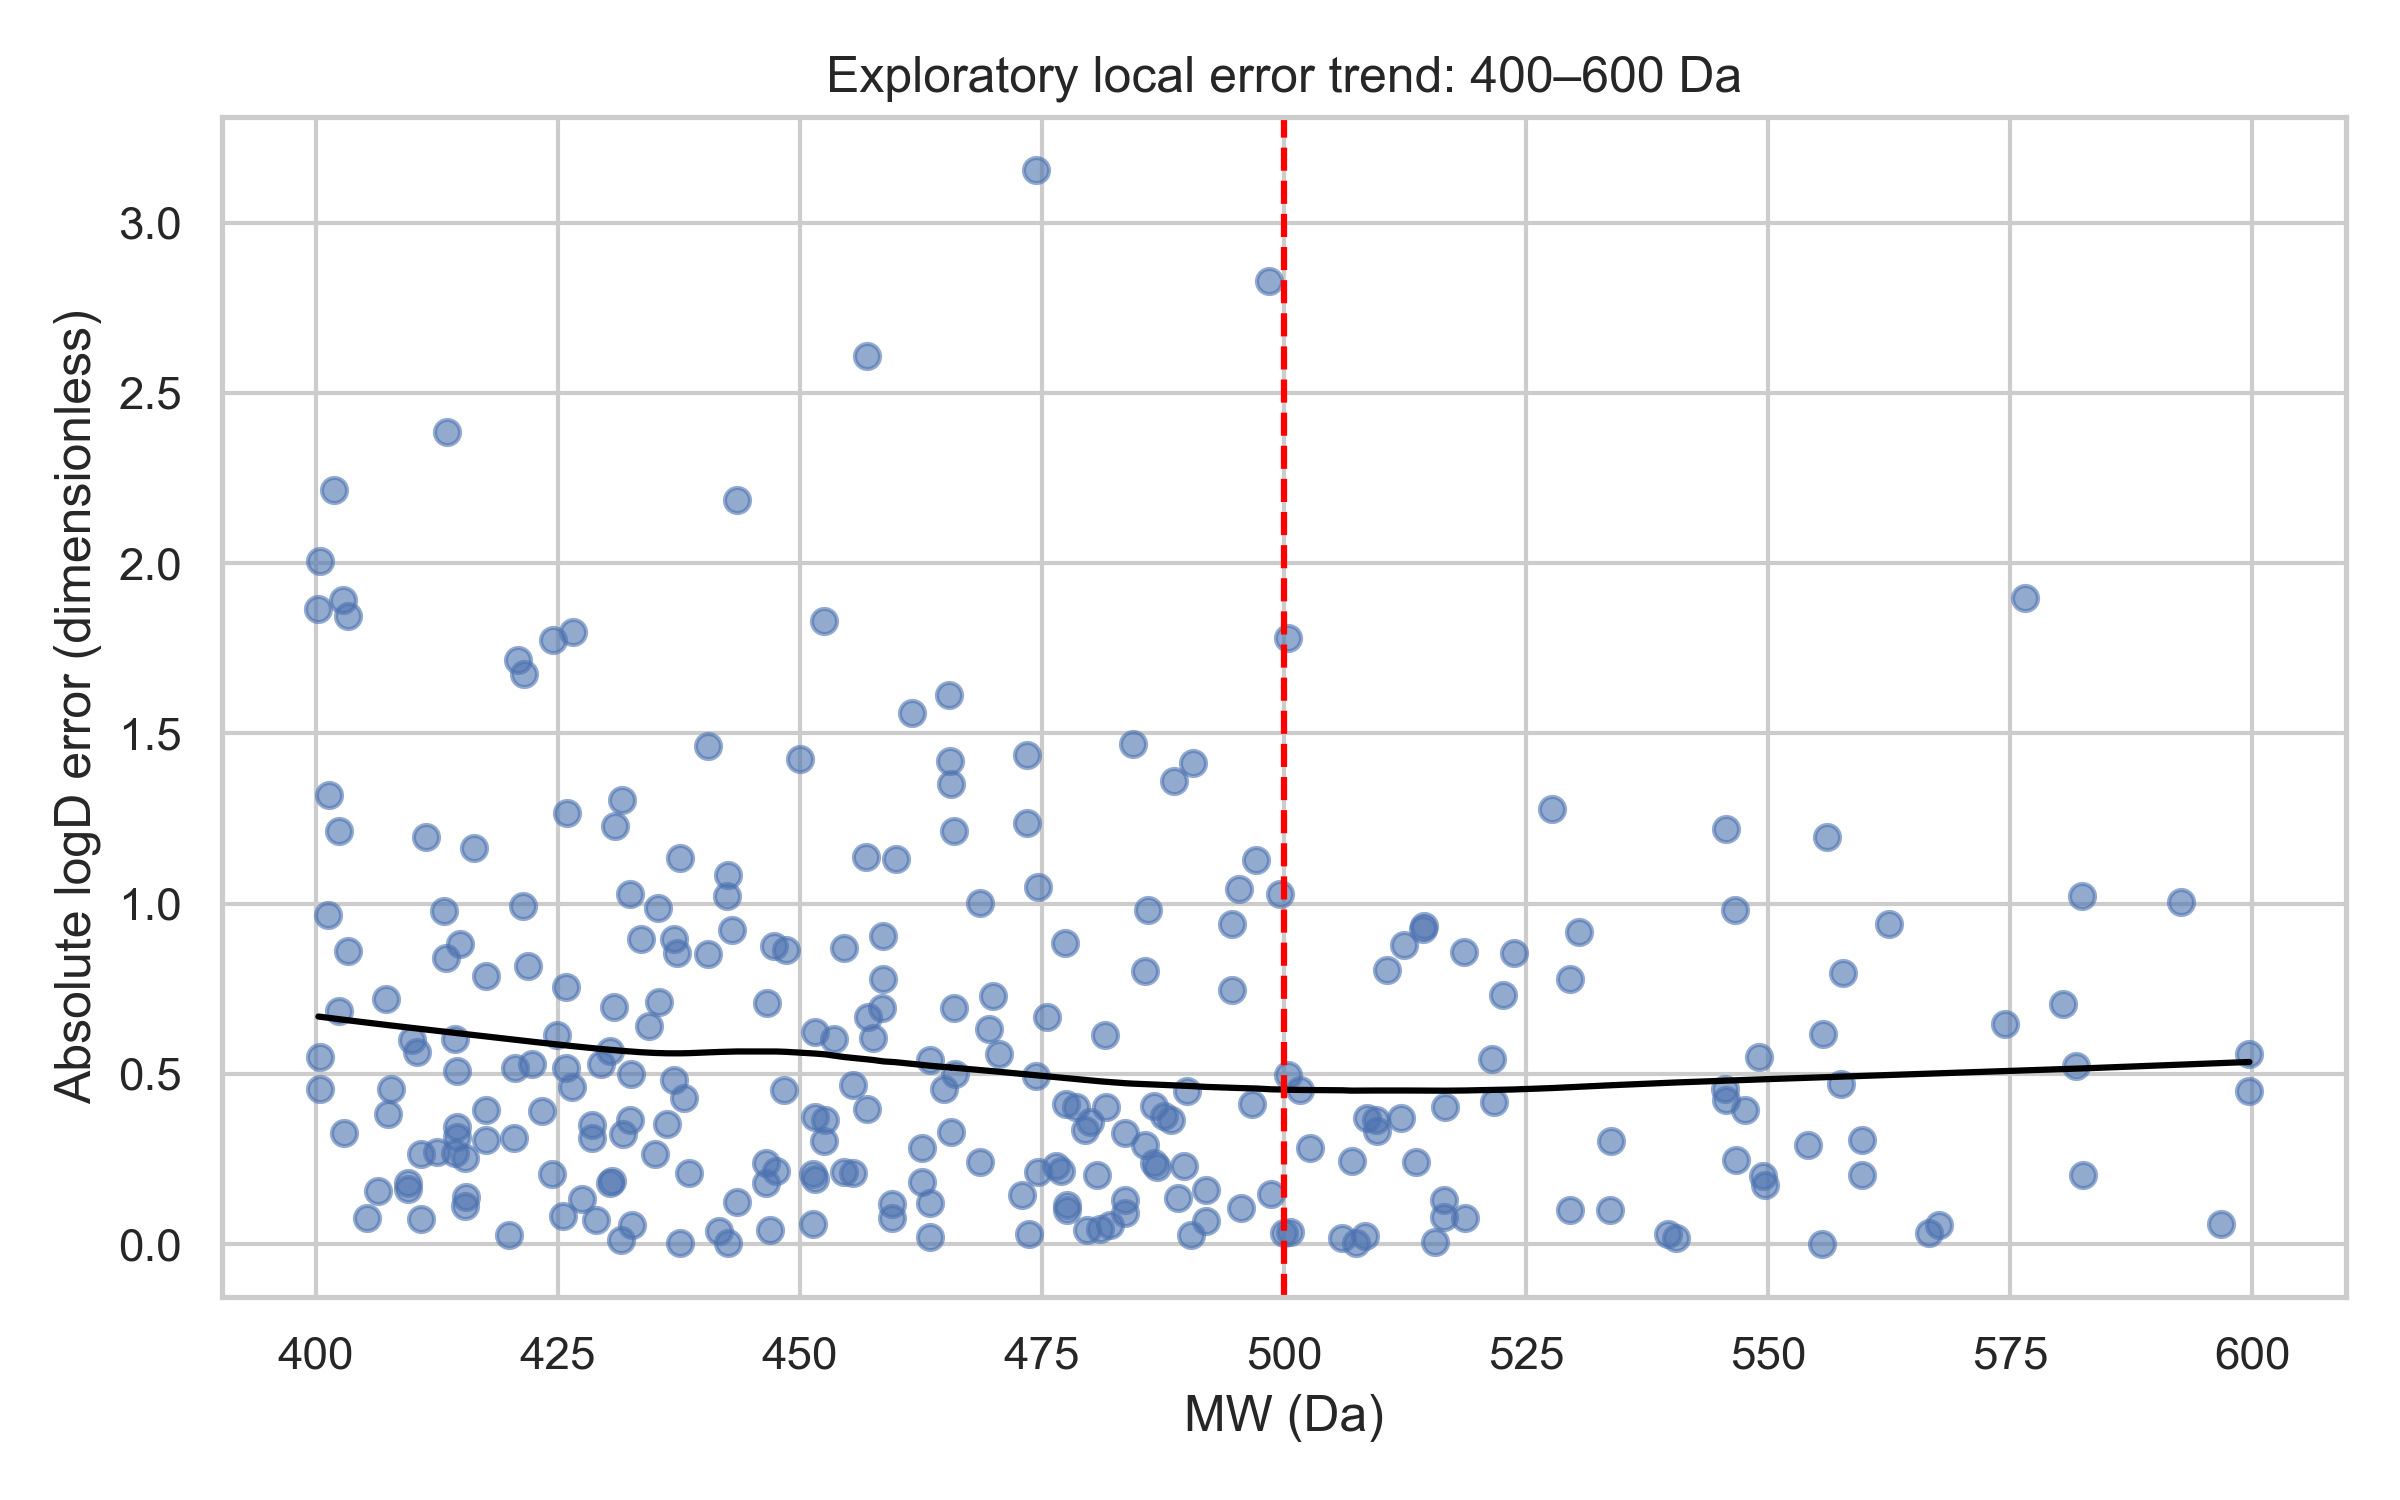 Exploratory local error trend: 400–600 Da
Absolute logD error (dimensionless)
3.0
2.5
2.0
1.5
1.0
0.5
0.0
400 425 450 475 500 525 550 575 600
MW (Da)